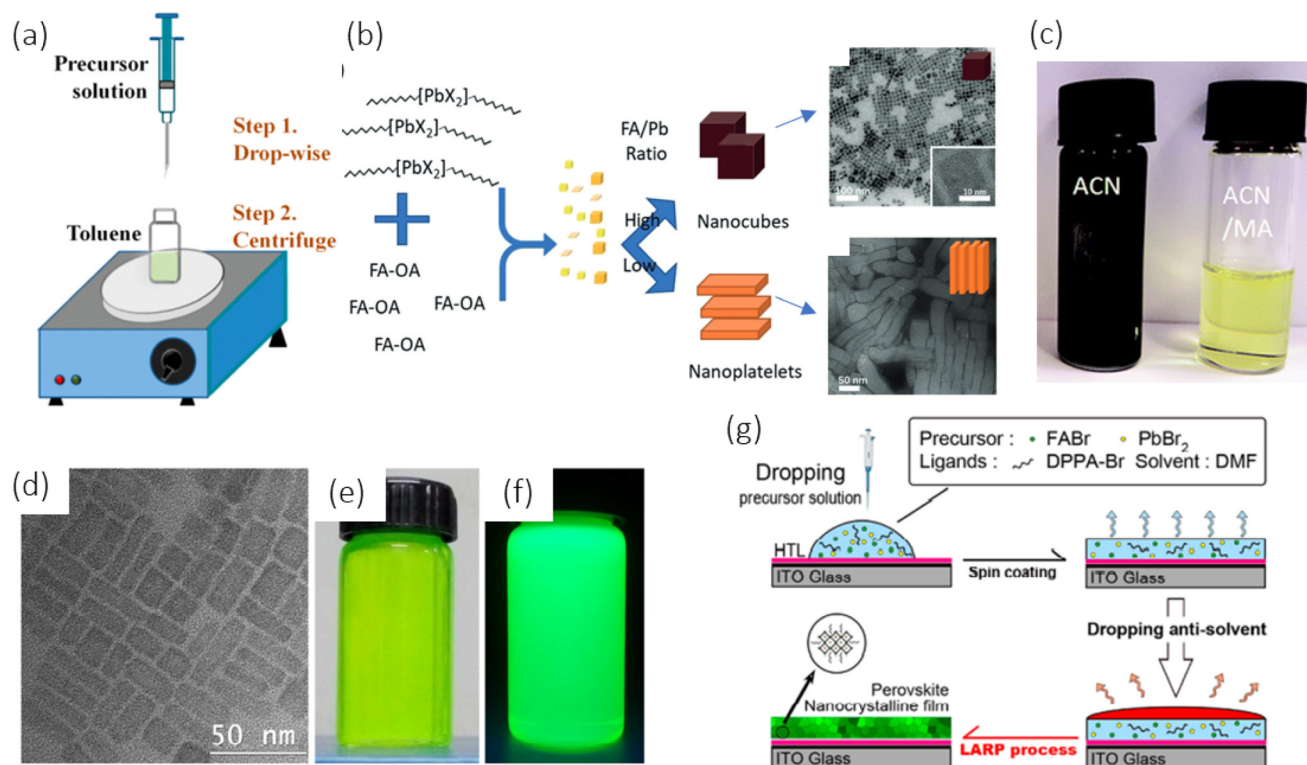 (a)
Precursor
solution
Step 1.
Drop-wise
Toluene
Step 2.
Centrifuge
(b)
[PbX2]
[PbX2]
[PbX2]
FA-OA
FA-OA
FA-OA
FA-OA
FA/Pb
Ratio
High
Low
Nanocubes
Nanoplatelets
100 nm
10 nm
50 nm
(c)
ACN
ACN
/MA
(d)
50 nm
(e)
(f)
(g)
Precursor : FABr PbBr2
Ligands : DPPA-Br Solvent : DMF
Dropping
precursor solution
HTL
ITO Glass
Spin coating
ITO Glass
Dropping anti-solvent
Perovskite
Nanocrystalline film
ITO Glass
LARP process
ITO Glass